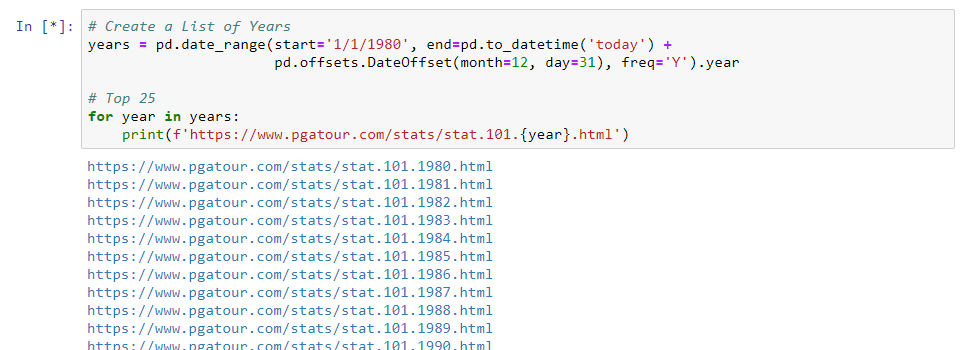 In [*]:
# Create a List of Years
years = pd.date_range(start='1/1/1980', end=pd.to_datetime('today') +
pd.offsets.DateOffset(month=12, day=31), freq='Y').year
# Top 25
for year in years:
print(f'https://www.pgatour.com/stats/stat.101.{year}.html')
https://www.pgatour.com/stats/stat.101.1980.html
https://www.pgatour.com/stats/stat.101.1981.html
https://www.pgatour.com/stats/stat.101.1982.html
https://www.pgatour.com/stats/stat.101.1983.html
https://www.pgatour.com/stats/stat.101.1984.html
https://www.pgatour.com/stats/stat.101.1985.html
https://www.pgatour.com/stats/stat.101.1986.html
https://www.pgatour.com/stats/stat.101.1987.html
https://www.pgatour.com/stats/stat.101.1988.html
https://www.pgatour.com/stats/stat.101.1989.html
https://www.pgatour.com/stats/stat.101.1990.html